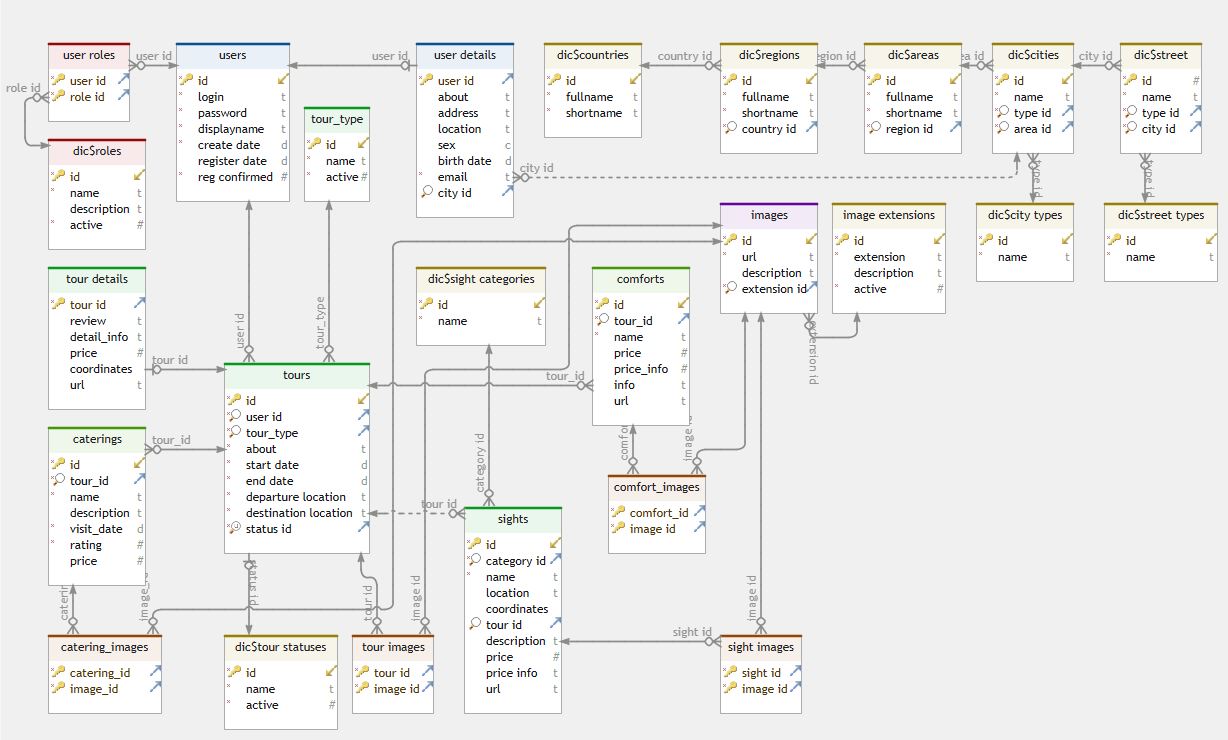 user roles
user id
role id
user id
role id
dic$roles
id
name t
description t
active #
users
id
login t
password t
displayname t
create date d
register date d
reg confirmed #
tour_type
id
name t
active #
user id
user details
user id
about t
address t
location t
sex c
birth date d
email t
city id
city id
dic$countries
id
fullname t
shortname t
country id
dic$regions
id
fullname t
shortname t
country id
dic$areas
id
fullname t
shortname t
region id
dic$cities
id
name t
type id
area id
city id
dic$street
id #
name t
type id
city id
type id
type id
dic$city types
id
name t
dic$street types
id
name t
images
id
url t
description t
extension id
image extensions
id
extension t
description t
active #
extension id
tour details
tour id
review t
detail_info t
price #
coordinates
url t
tour id
user id
tour_type
dic$sight categories
id
name t
comforts
id
tour_id
name t
price #
price_info #
info t
url t
tour_id
tours
id
user id
tour_type
about t
start date d
end date d
departure location t
destination location t
status id
caterings
id
tour_id
name t
description t
visit_date d
rating #
price #
tour_id
category id
tour id
sights
id
category id
name t
location t
coordinates
tour id
description t
price #
price info t
url t
comfort_images
comfort_id
image id
catering_images
catering_id
image_id
status id
dic$tour statuses
id
name t
active #
tour id
image id
tour images
tour id
image id
sight id
image id
sight images
sight id
image id